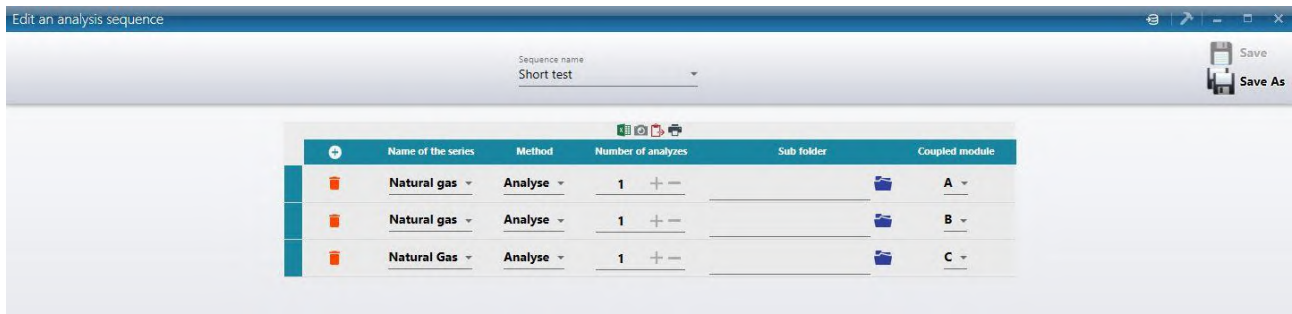 Edit an analysis sequence
Sequence name
Short test
Save
Save As
Name of the series Method Number of analyzes Sub folder Coupled module
Natural gas Analyse 1 A
Natural gas Analyse 1 B
Natural Gas Analyse 1 C